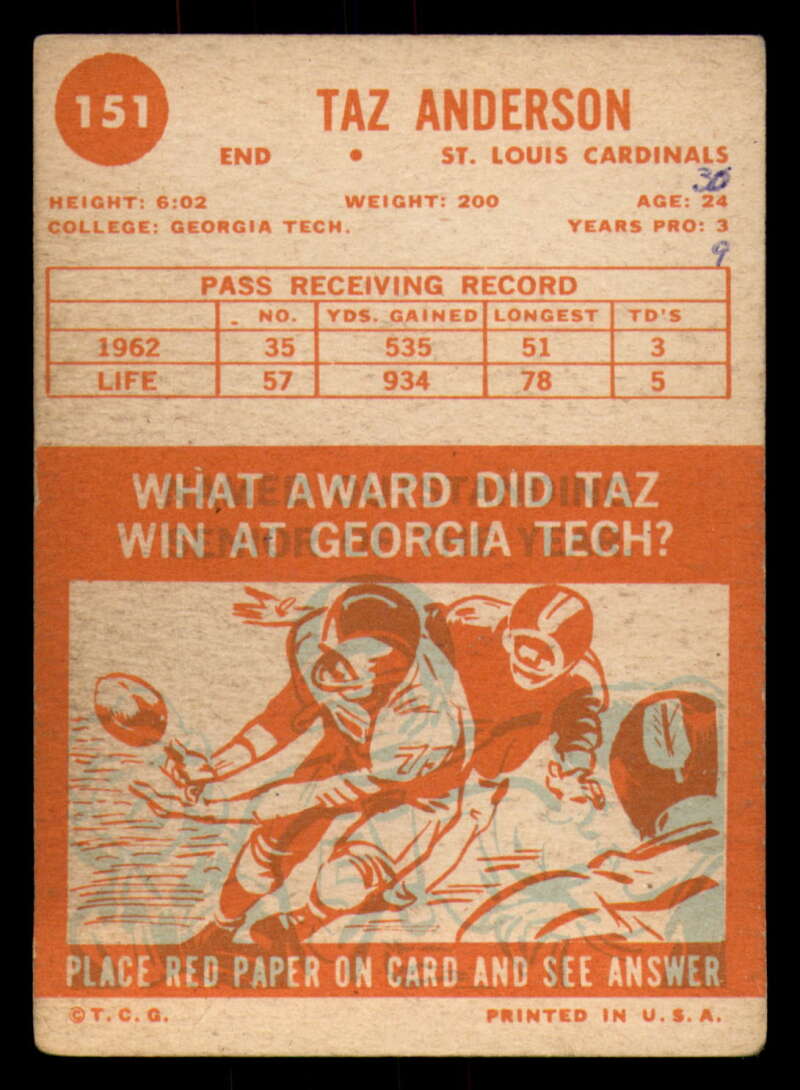 151
TAZ ANDERSON
END • ST. LOUIS CARDINALS
30
HEIGHT: 6:02 WEIGHT: 200 AGE: 24
COLLEGE: GEORGIA TECH. YEARS PRO: 3
9
PASS RECEIVING RECORD
NO. YDS. GAINED LONGEST TD'S
1962 35 535 51 3
LIFE 57 934 78 5
WHAT AWARD DID TAZ
WIN AT GEORGIA TECH?
PLACE RED PAPER ON CARD AND SEE ANSWER
©T.C.G. PRINTED IN U.S.A.